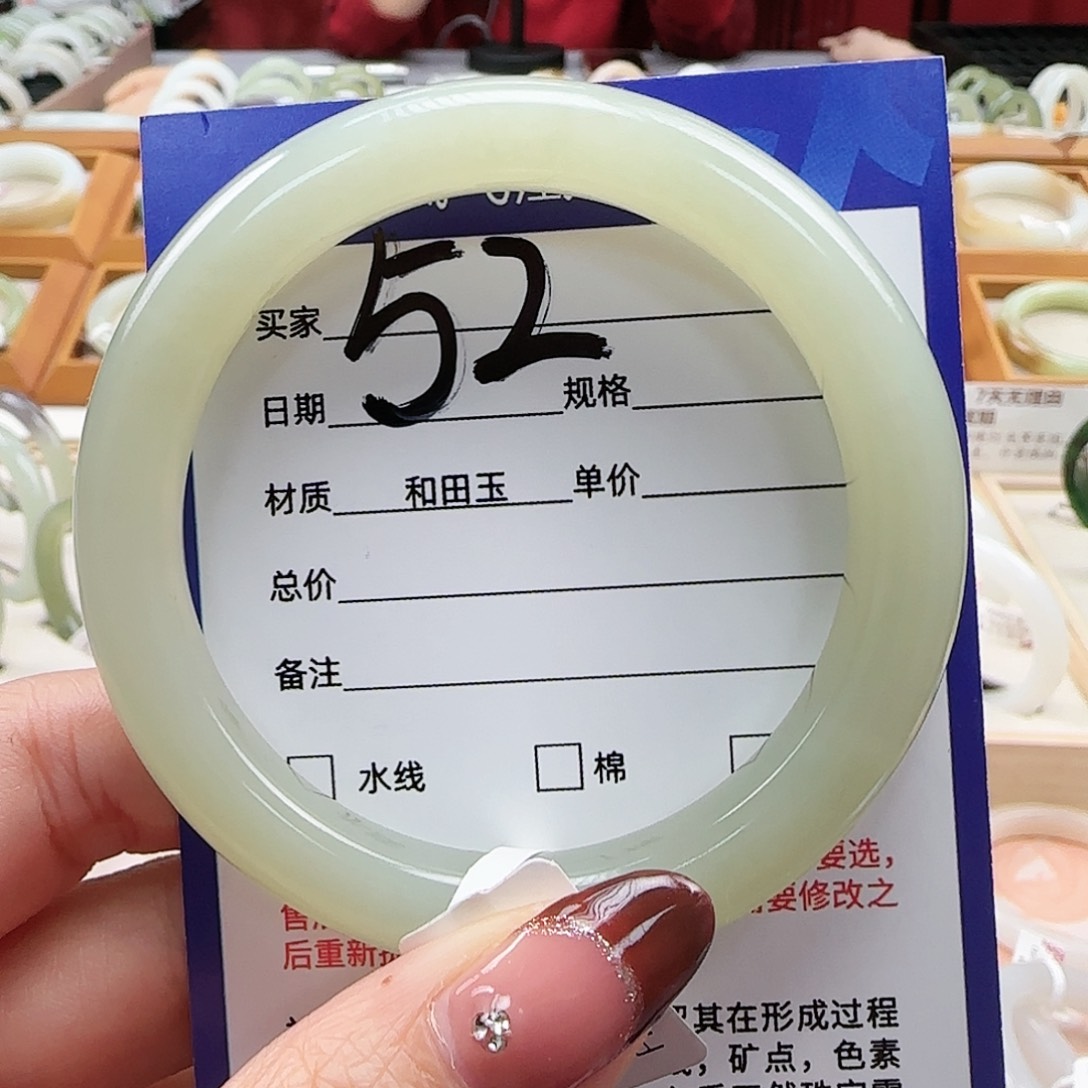 52
买家
日期 规格
材质 和田玉 单价
总价
备注
水线 棉
要选，
要修改之
后重新
其在形成过程
，矿点，色素